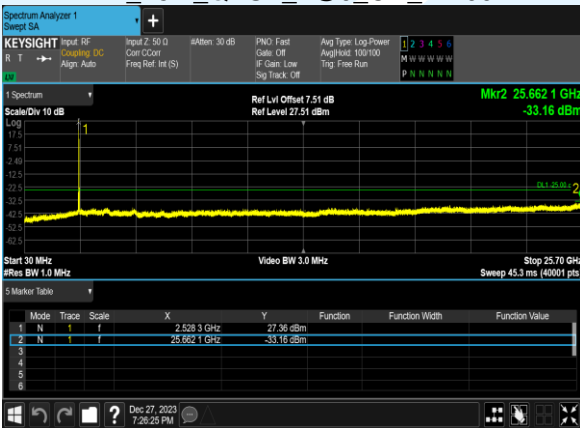 Spectrum Analyzer 1
Swept SA
+
KEYSIGHT
R T
LW
Input: RF
Coupling: DC
Align: Auto
Input Z: 50 Ω
Corr CCorr
Freq Ref: Int (S)
#Atten: 30 dB
PNO: Fast
Gate: Off
IF Gain: Low
Sig Track: Off
Avg Type: Log-Power
Avg|Hold: 100/100
Trig: Free Run
1 2 3 4 5 6
M W W W W W
P N N N N N
1 Spectrum
Scale/Div 10 dB
Ref Lvl Offset 7.51 dB
Ref Level 27.51 dBm
Mkr2 25.662 1 GHz
-33.16 dBm
Log
17.5
7.51
-2.49
-12.5
-22.5
-32.5
-42.5
-52.5
-62.5
1
DL1 -25.00
2
Start 30 MHz
#Res BW 1.0 MHz
Video BW 3.0 MHz
Stop 25.70 GHz
Sweep 45.3 ms (40001 pts
5 Marker Table
Mode Trace Scale X Y Function Function Width Function Value
1 N 1 f 2.528 3 GHz 27.36 dBm
2 N 1 f 25.662 1 GHz -33.16 dBm
3
4
5
6
?
Dec 27, 2023
7:26:25 PM